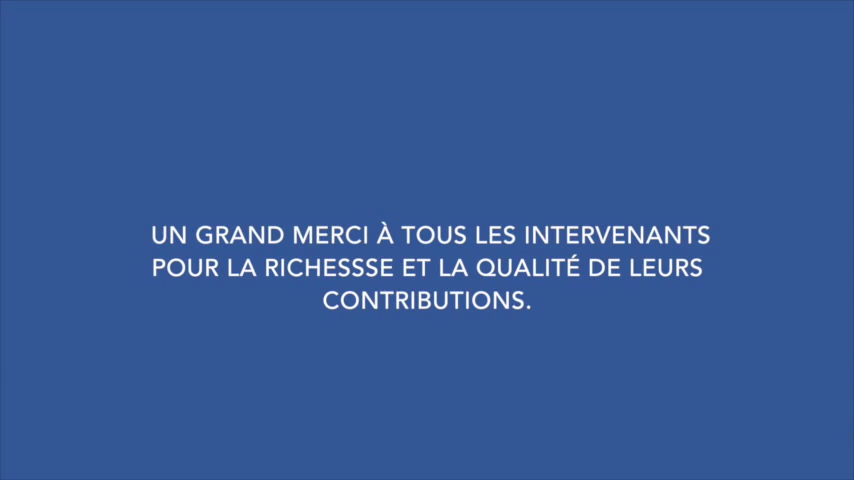 UN GRAND MERCI À TOUS LES INTERVENANTS
POUR LA RICHESSSE ET LA QUALITÉ DE LEURS
CONTRIBUTIONS.